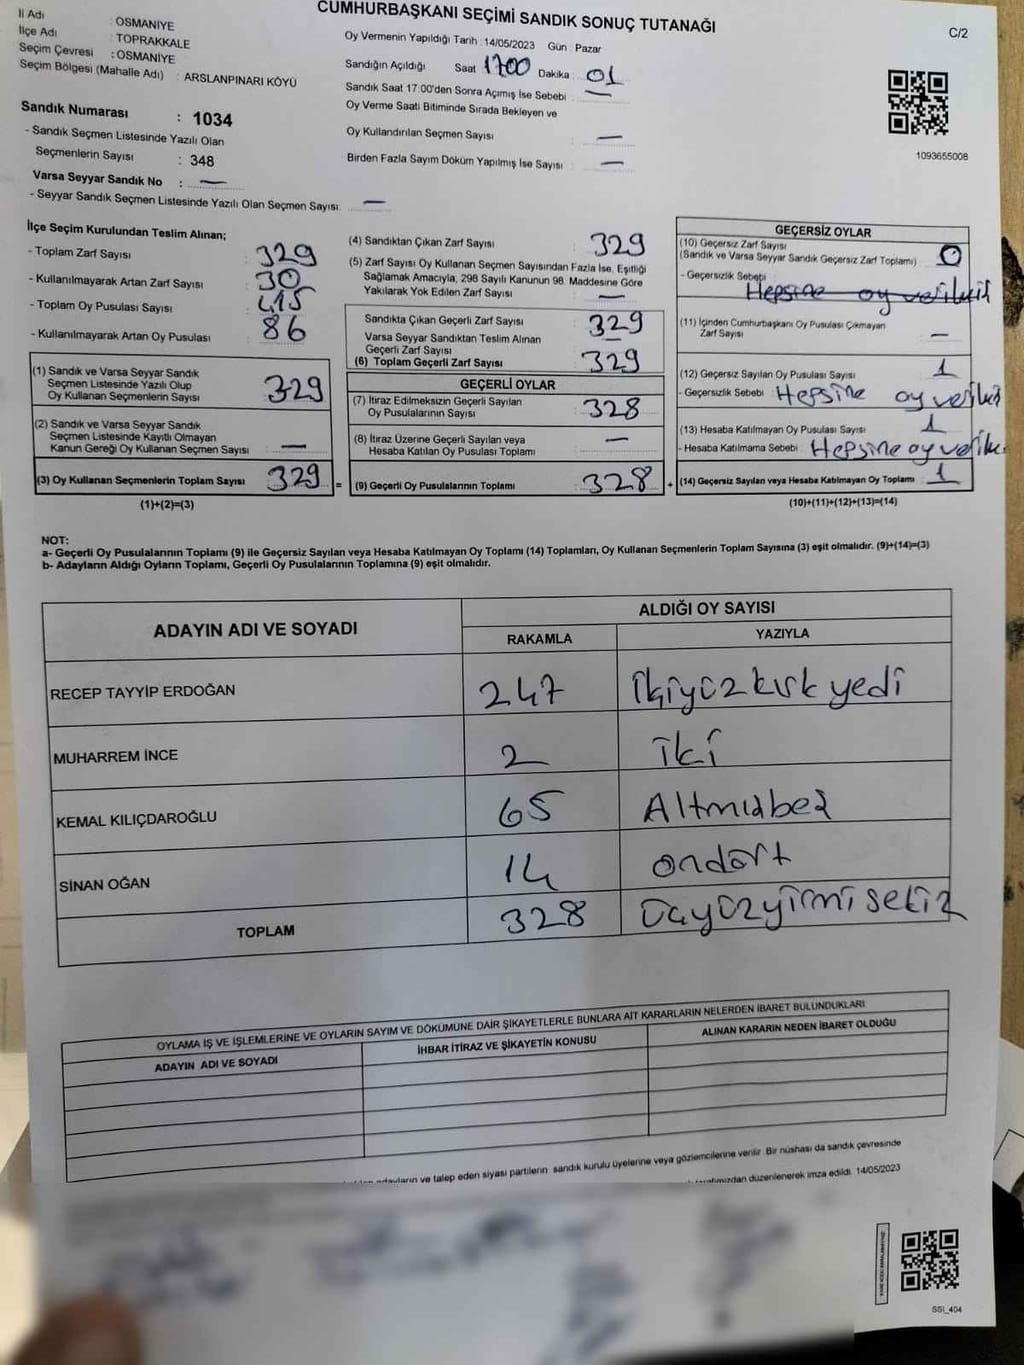 CUMHURBAŞKANI SEÇİMİ SANDIK SONUÇ TUTANAĞI
C/2
İl Adı : OSMANİYE
İlçe Adı : TOPRAKKALE
Seçim Çevresi : OSMANİYE
Seçim Bölgesi (Mahalle Adı) : ARSLANPINARI KÖYÜ
Sandık Numarası : 1034
- Sandık Seçmen Listesinde Yazılı Olan
Seçmenlerin Sayısı : 348
Varsa Seyyar Sandık No : —
- Seyyar Sandık Seçmen Listesinde Yazılı Olan Seçmen Sayısı: —
Oy Vermenin Yapıldığı Tarih : 14/05/2023 Gün : Pazar
Sandığın Açıldığı Saat 1700 Dakika : 01
Sandık Saat 17:00'den Sonra Açımış İse Sebebi : —
Oy Verme Saati Bitiminde Sırada Bekleyen ve
Oy Kullandırılan Seçmen Sayısı : —
Birden Fazla Sayım Döküm Yapılmış İse Sayısı : —
1093655008
İlçe Seçim Kurulundan Teslim Alınan;
- Toplam Zarf Sayısı : 329
- Kullanılmayarak Artan Zarf Sayısı : 30
- Toplam Oy Pusulası Sayısı : 415
- Kullanılmayarak Artan Oy Pusulası : 86
(1) Sandık ve Varsa Seyyar Sandık
Seçmen Listesinde Yazılı Olup
Oy Kullanan Seçmenlerin Sayısı : 329
(2) Sandık ve Varsa Seyyar Sandık
Seçmen Listesinde Kayıtlı Olmayan
Kanun Gereği Oy Kullanan Seçmen Sayısı : —
(3) Oy Kullanan Seçmenlerin Toplam Sayısı : 329 =
(1)+(2)=(3)
(4) Sandıktan Çıkan Zarf Sayısı : 329
(5) Zarf Sayısı Oy Kullanan Seçmen Sayısından Fazla İse, Eşitliği
Sağlamak Amacıyla; 298 Sayılı Kanunun 98. Maddesine Göre
Yakılarak Yok Edilen Zarf Sayısı : —
Sandıkta Çıkan Geçerli Zarf Sayısı : 329
Varsa Seyyar Sandıktan Teslim Alınan
Geçerli Zarf Sayısı
(6) Toplam Geçerli Zarf Sayısı : 329
GEÇERLİ OYLAR
(7) İtiraz Edilmeksizin Geçerli Sayılan
Oy Pusulalarının Sayısı : 328
(8) İtiraz Üzerine Geçerli Sayılan veya
Hesaba Katılan Oy Pusulası Toplamı : —
(9) Geçerli Oy Pusulalarının Toplamı : 328 +
GEÇERSİZ OYLAR
(10) Geçersiz Zarf Sayısı
(Sandık ve Varsa Seyyar Sandık Geçersiz Zarf Toplamı) : 0
- Geçersizlik Sebebi : Hepsine oy verilmiş
(11) İçinden Cumhurbaşkanı Oy Pusulası Çıkmayan
Zarf Sayısı : —
(12) Geçersiz Sayılan Oy Pusulası Sayısı : 1
- Geçersizlik Sebebi : Hepsine oy verilmiş
(13) Hesaba Katılmayan Oy Pusulası Sayısı : 1
- Hesaba Katılmama Sebebi : Hepsine oy
(14) Geçersiz Sayılan veya Hesaba Katılmayan Oy Toplamı : 1
(10)+(11)+(12)+(13)=(14)
NOT:
a- Geçerli Oy Pusulalarının Toplamı (9) ile Geçersiz Sayılan veya Hesaba Katılmayan Oy Toplamı (14) Toplamları, Oy Kullanan Seçmenlerin Toplam Sayısına (3) eşit olmalıdır. (9)+(14)=(3)
b- Adayların Aldığı Oyların Toplamı, Geçerli Oy Pusulalarının Toplamına (9) eşit olmalıdır.
ADAYIN ADI VE SOYADI
ALDIĞI OY SAYISI
RAKAMLA YAZIYLA
RECEP TAYYİP ERDOĞAN 247 İkiyüzkırkyedi
MUHARREM İNCE 2 iki
KEMAL KILIÇDAROĞLU 65 Altmışbeş
SİNAN OĞAN 14 ondört
TOPLAM 328 üçyüzyirmisekiz
OYLAMA İŞ VE İŞLEMLERİNE VE OYLARIN SAYIM VE DÖKÜMÜNE DAİR ŞİKAYETLERLE BUNLARA AİT KARARLARIN NELERDEN İBARET BULUNDUKLARI
ADAYIN ADI VE SOYADI İHBAR İTİRAZ VE ŞİKAYETİN KONUSU ALINAN KARARIN NEDEN İBARET OLDUĞU
adayların ve talep eden siyasi partilerin sandık kurulu üyelerine veya gözlemcilerine verilir. Bir nüshası da sandık çevresinde
tarafımızdan düzenlenerek imza edildi. 14/05/2023
SSI_404